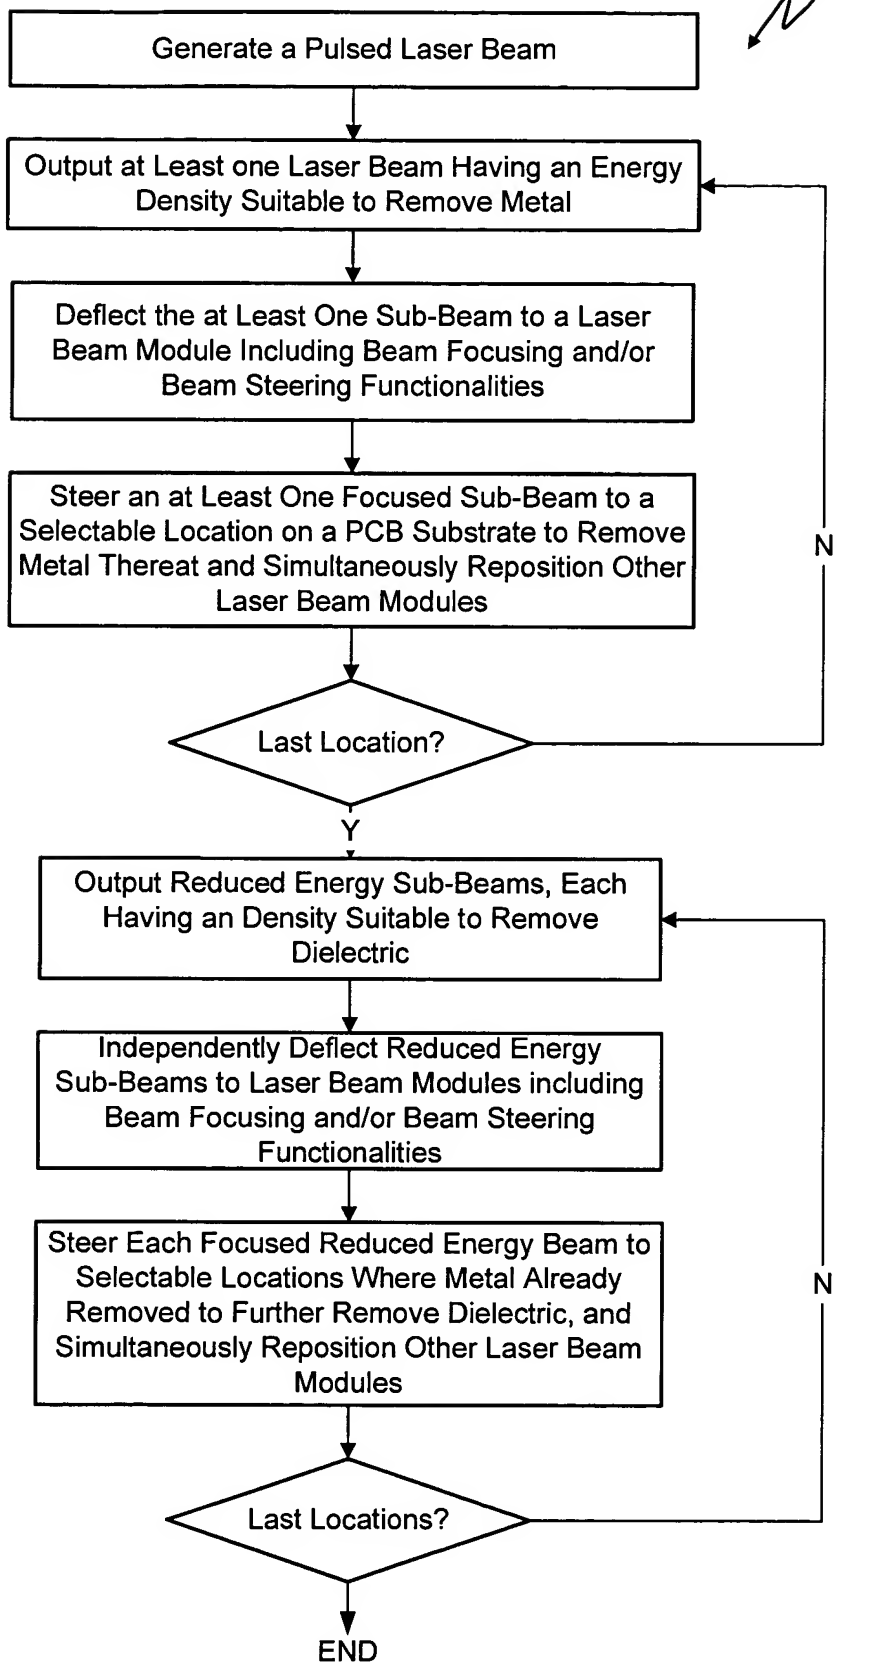 Generate a Pulsed Laser Beam
Output at Least one Laser Beam Having an Energy
Density Suitable to Remove Metal
Deflect the at Least One Sub-Beam to a Laser
Beam Module Including Beam Focusing and/or
Beam Steering Functionalities
Steer an at Least One Focused Sub-Beam to a
Selectable Location on a PCB Substrate to Remove
Metal Thereat and Simultaneously Reposition Other
Laser Beam Modules
N
Last Location?
Y
Output Reduced Energy Sub-Beams, Each
Having an Density Suitable to Remove
Dielectric
Independently Deflect Reduced Energy
Sub-Beams to Laser Beam Modules including
Beam Focusing and/or Beam Steering
Functionalities
Steer Each Focused Reduced Energy Beam to
Selectable Locations Where Metal Already
Removed to Further Remove Dielectric, and
Simultaneously Reposition Other Laser Beam
Modules
N
Last Locations?
END